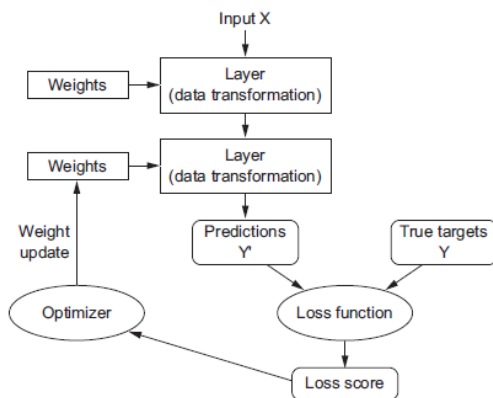 Input X
Weights
Layer
(data transformation)
Weights
Layer
(data transformation)
Weight
update
Predictions
Y'
True targets
Y
Optimizer
Loss function
Loss score